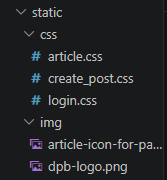 static
css
# article.css
# create_post.css
# login.css
img
article-icon-for-pa...
dpb-logo.png